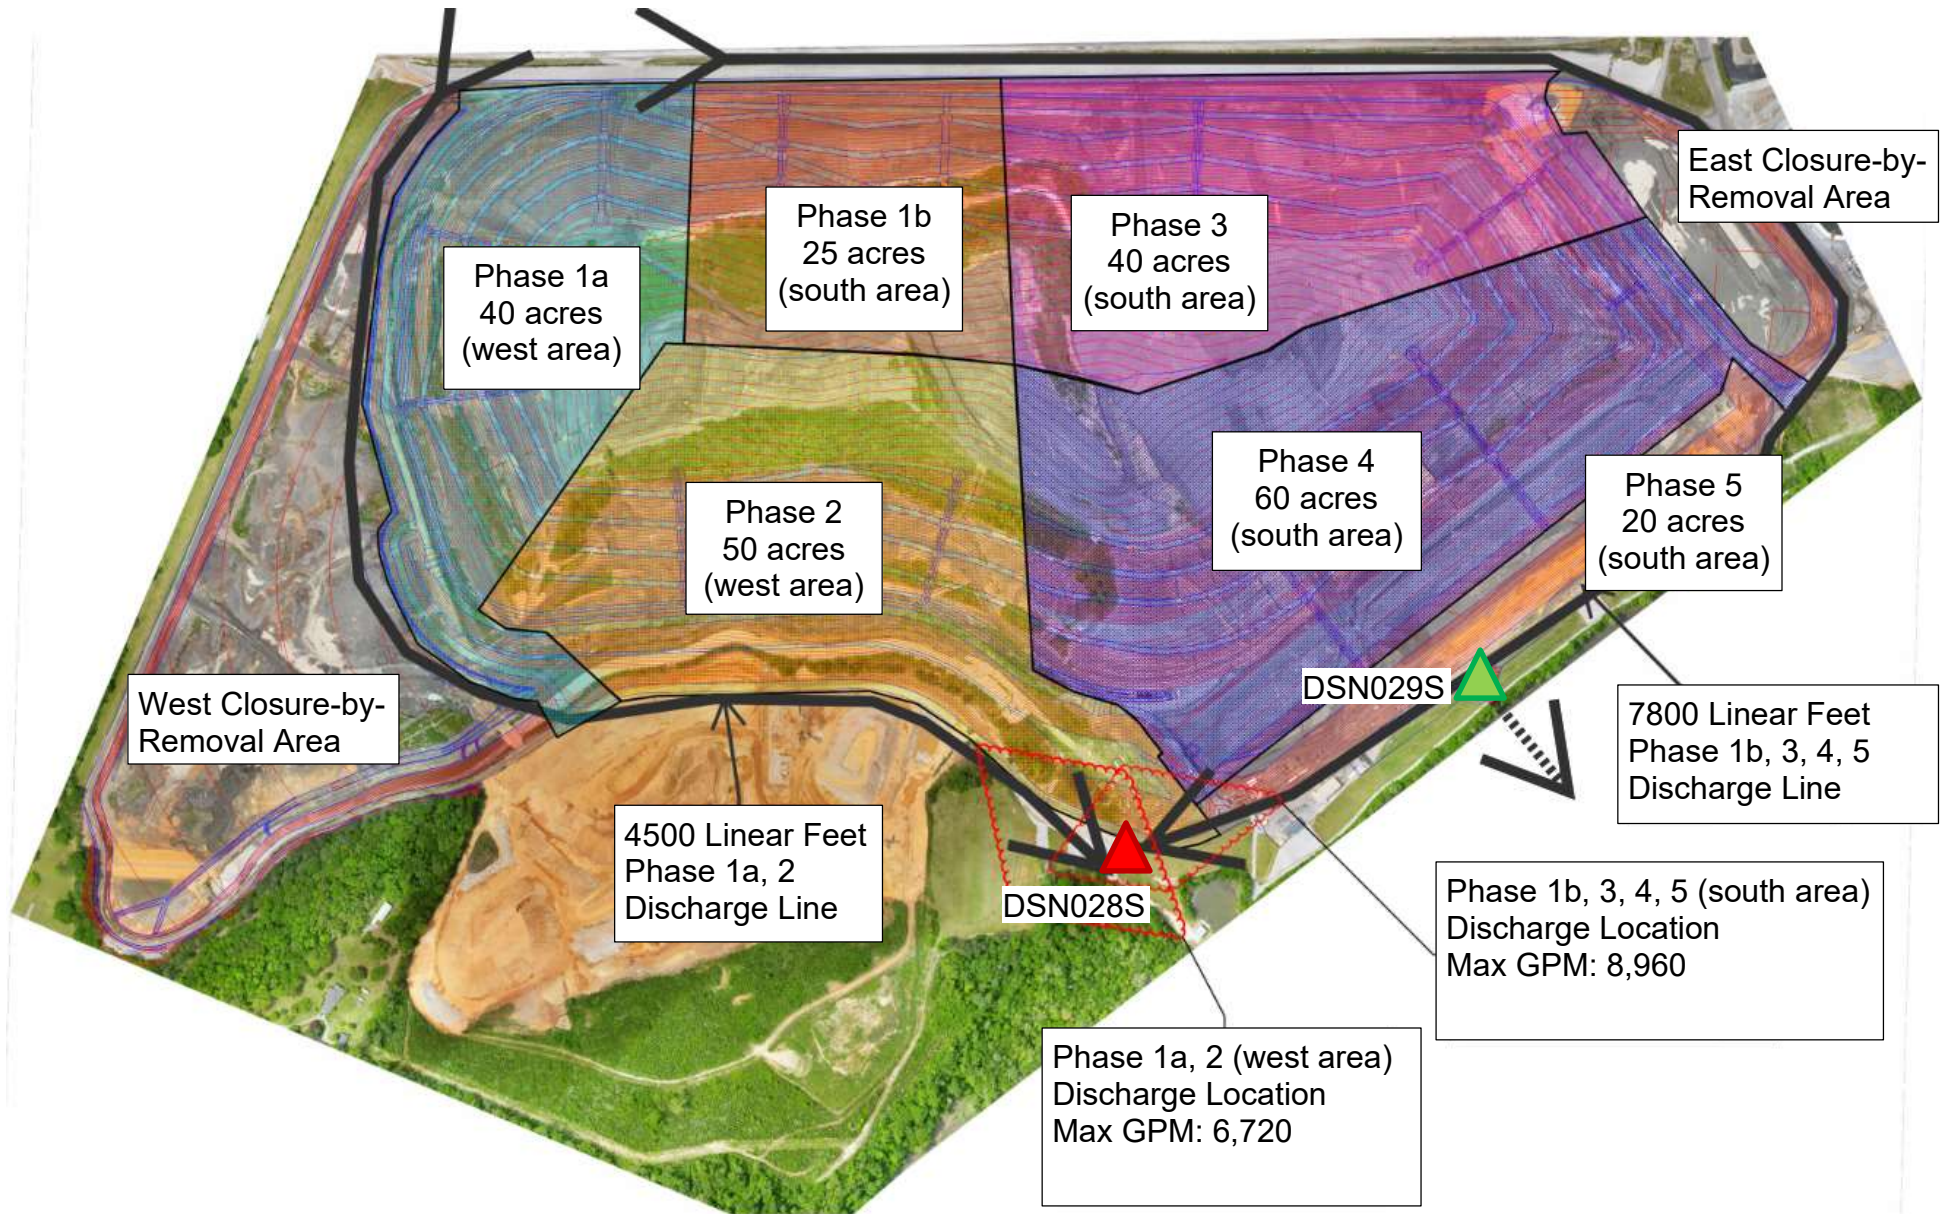 East Closure-by-
Removal Area
Phase 1b
25 acres
(south area)
Phase 3
40 acres
(south area)
Phase 1a
40 acres
(west area)
Phase 4
60 acres
(south area)
Phase 5
20 acres
(south area)
Phase 2
50 acres
(west area)
DSN029S
West Closure-by-
Removal Area
7800 Linear Feet
Phase 1b, 3, 4, 5
Discharge Line
4500 Linear Feet
Phase 1a, 2
Discharge Line
DSN028S
Phase 1b, 3, 4, 5 (south area)
Discharge Location
Max GPM: 8,960
Phase 1a, 2 (west area)
Discharge Location
Max GPM: 6,720